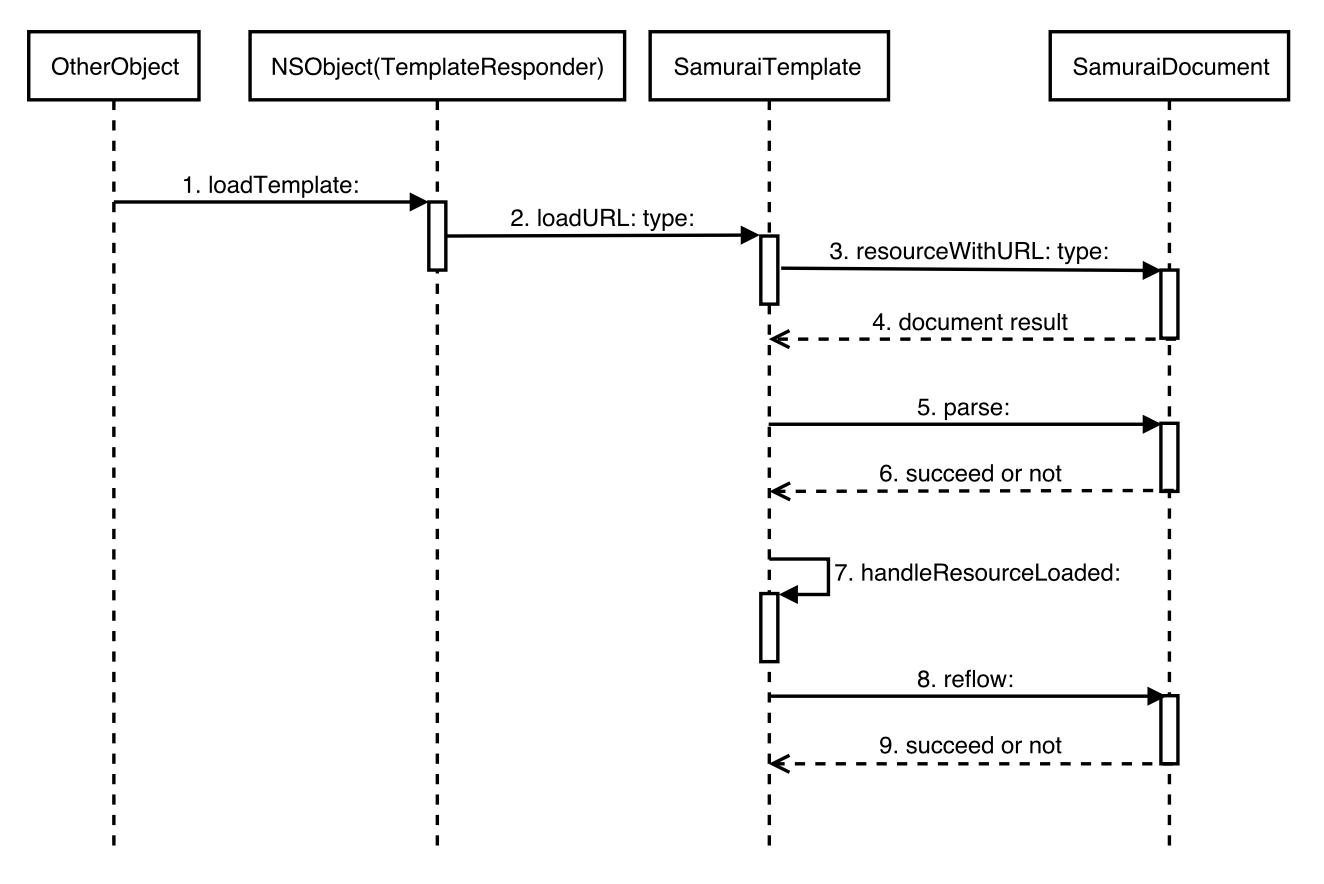 OtherObject
NSObject(TemplateResponder)
SamuraiTemplate
SamuraiDocument
1. loadTemplate:
2. loadURL: type:
3. resourceWithURL: type:
4. document result
5. parse:
6. succeed or not
7. handleResourceLoaded:
8. reflow:
9. succeed or not